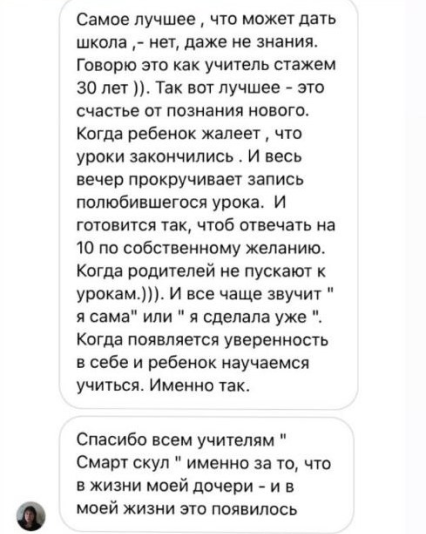 Самое лучшее , что может дать
школа ,- нет, даже не знания.
Говорю это как учитель стажем
30 лет )). Так вот лучшее - это
счастье от познания нового.
Когда ребенок жалеет , что
уроки закончились . И весь
вечер прокручивает запись
полюбившегося урока.  И
готовится так, чтоб отвечать на
10 по собственному желанию.
Когда родителей не пускают к
урокам.))). И все чаще звучит "
я сама" или " я сделала уже ".
Когда появляется уверенность
в себе и ребенок научаемся
учиться. Именно так.
Спасибо всем учителям "
Смарт скул " именно за то, что
в жизни моей дочери - и в
моей жизни это появилось